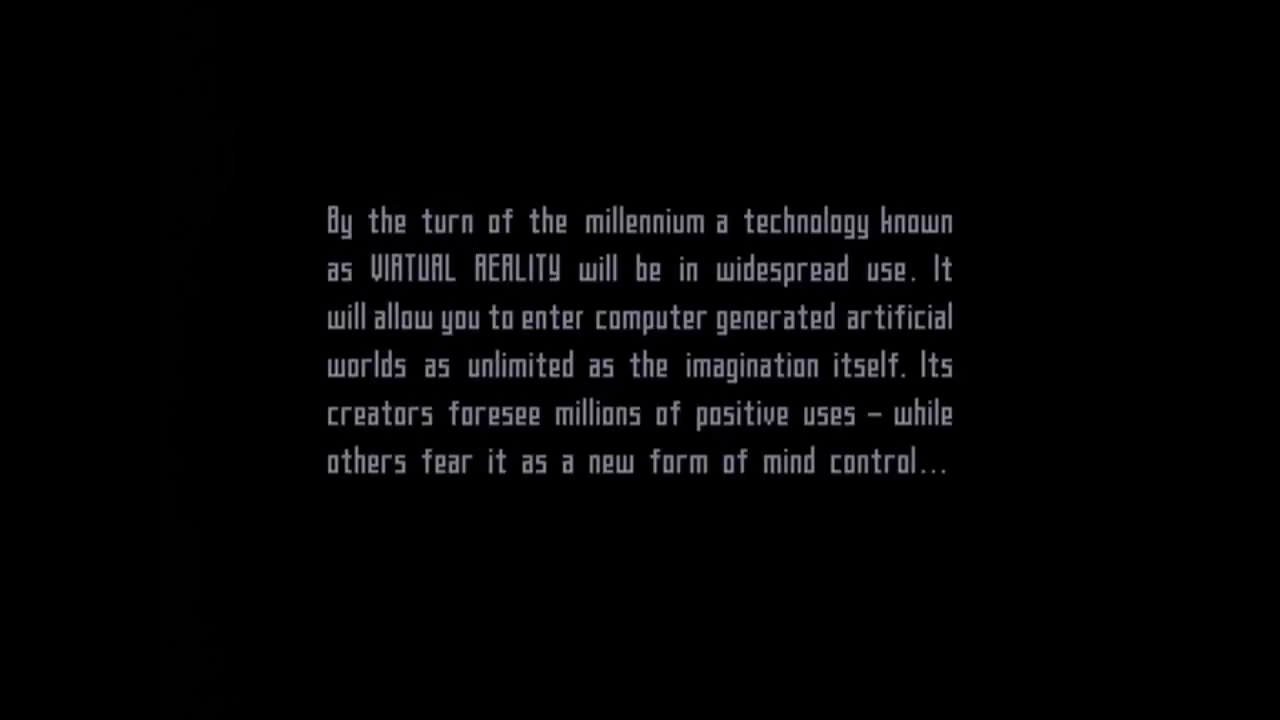 By the turn of the millennium a technology known
as VIRTUAL REALITY will be in widespread use. It
will allow you to enter computer generated artificial
worlds as unlimited as the imagination itself. Its
creators foresee millions of positive uses – while
others fear it as a new form of mind control...